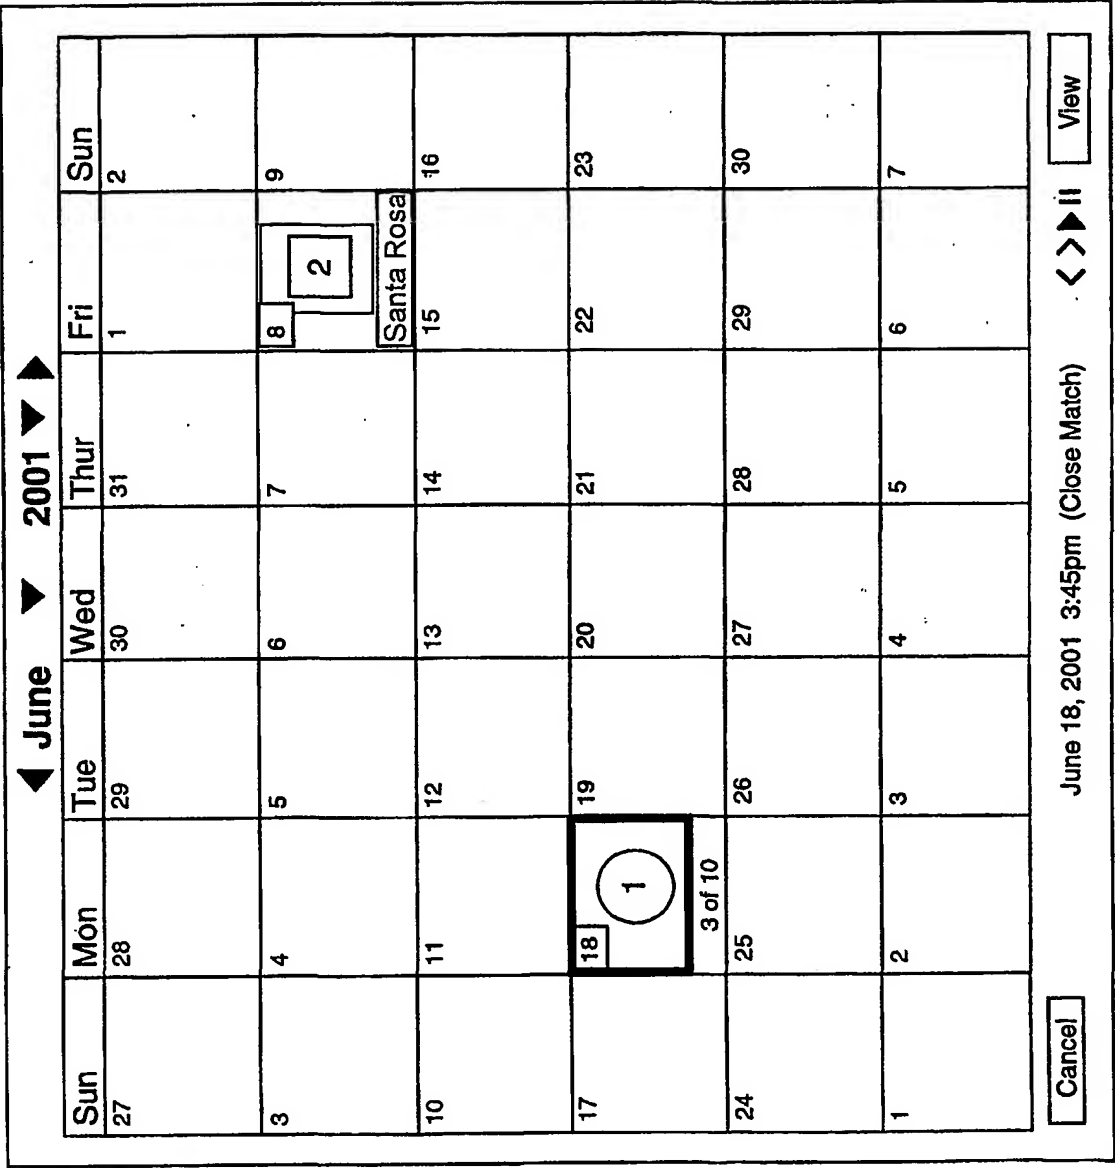 June 2001
Sun Mon Tue Wed Thur Fri Sun
27 28 29 30 31 1 2
3 4 5 6 7 8 9
2
Santa Rosa
10 11 12 13 14 15 16
17 18 19 20 21 22 23
1
3 of 10
24 25 26 27 28 29 30
1 2 3 4 5 6 7
Cancel June 18, 2001 3:45pm (Close Match) < > View